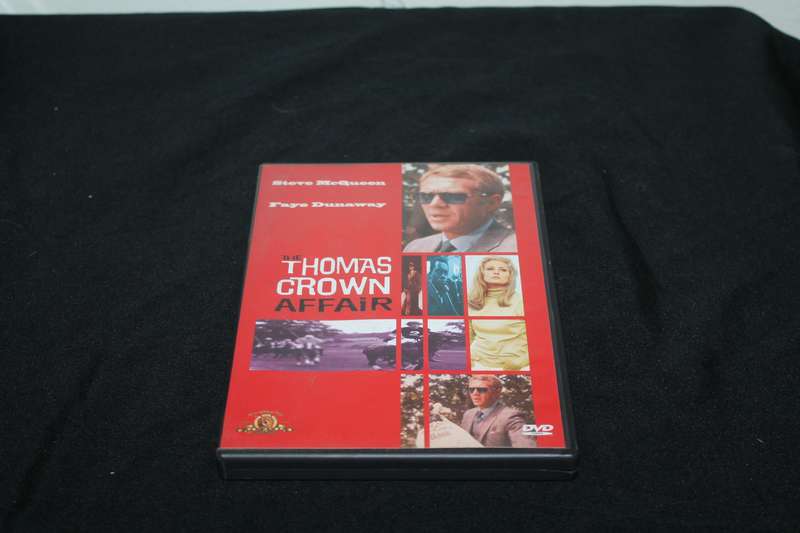 Steve McQueen
Faye Dunaway
THE
THOMAS
CROWN
AFFAiR
DVD